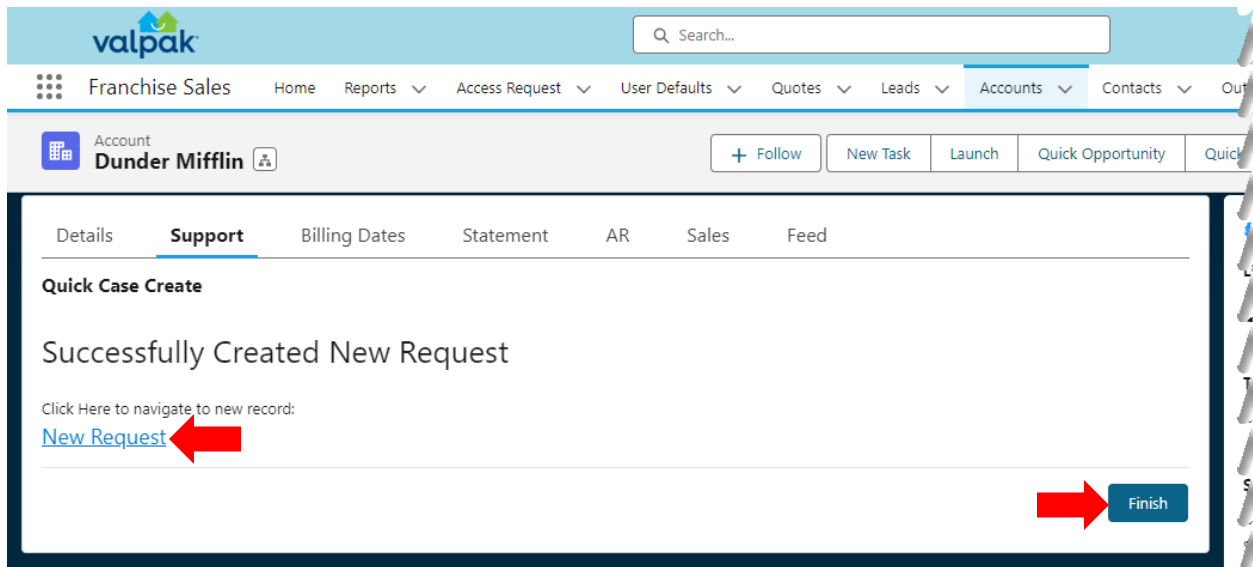 valpak
Search...
Franchise Sales Home Reports Access Request User Defaults Quotes Leads Accounts Contacts
Account
Dunder Mifflin
+ Follow New Task Launch Quick Opportunity Quick
Details Support Billing Dates Statement AR Sales Feed
Quick Case Create
Successfully Created New Request
Click Here to navigate to new record:
New Request
Finish